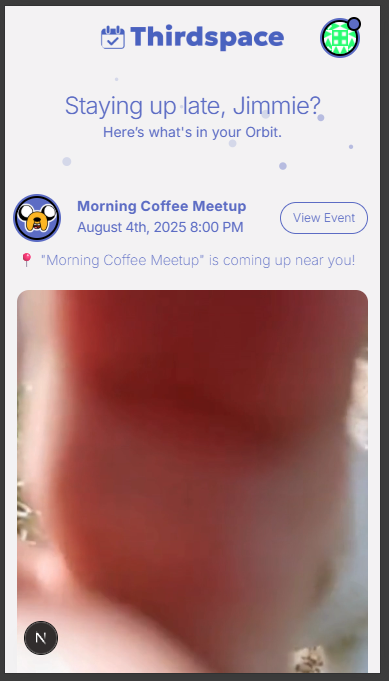 Thirdspace
Staying up late, Jimmie?
Here's what's in your Orbit.
Morning Coffee Meetup
August 4th, 2025 8:00 PM
View Event
📍 "Morning Coffee Meetup" is coming up near you!
N